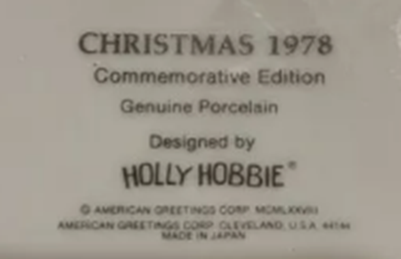 CHRISTMAS 1978
Commemorative Edition
Genuine Porcelain
Designed by
HOLLY HOBBIE®
© AMERICAN GREETINGS CORP. MCMLXXVIII
AMERICAN GREETINGS CORP. CLEVELAND, U.S.A. 44144
MADE IN JAPAN